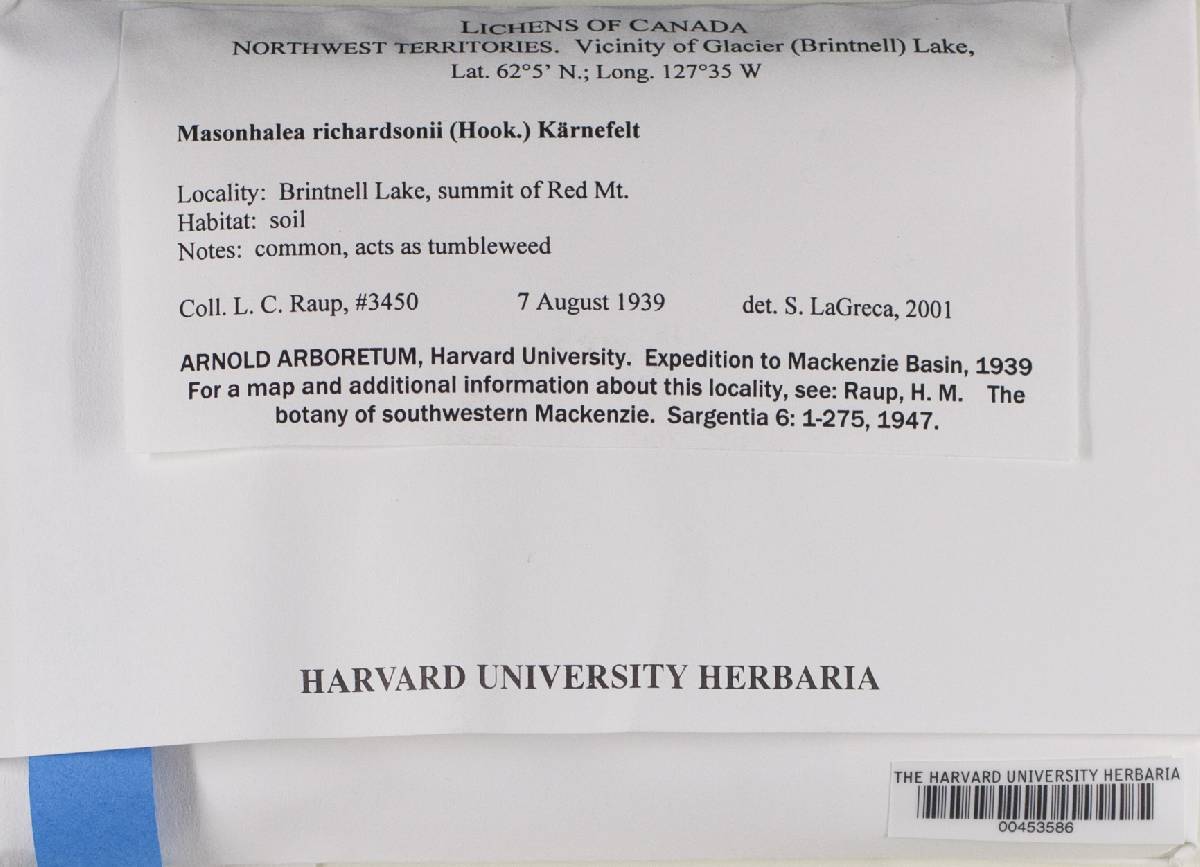 LICHENS OF CANADA
NORTHWEST TERRITORIES. Vicinity of Glacier (Brintnell) Lake,
Lat. 62°5’ N.; Long. 127°35 W
Masonhalea richardsonii (Hook.) Kärnefelt
Locality: Brintnell Lake, summit of Red Mt.
Habitat: soil
Notes: common, acts as tumbleweed
Coll. L. C. Raup, #3450 7 August 1939 det. S. LaGreca, 2001
ARNOLD ARBORETUM, Harvard University. Expedition to Mackenzie Basin, 1939
For a map and additional information about this locality, see: Raup, H. M. The
botany of southwestern Mackenzie. Sargentia 6: 1-275, 1947.
HARVARD UNIVERSITY HERBARIA
THE HARVARD UNIVERSITY HERBARIA
00453586